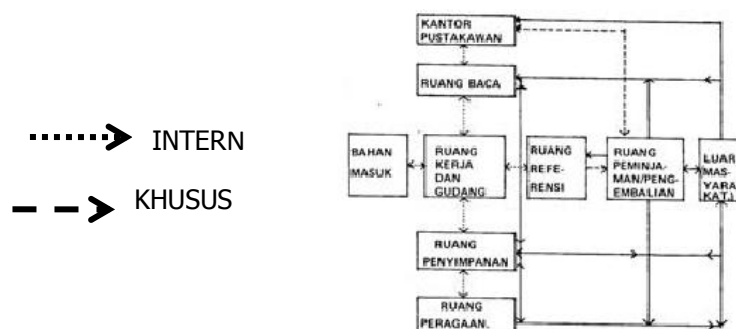 INTERN
KHUSUS
KANTOR
PUSTAKAWAN
RUANG BACA
BAHAN
MASUK
RUANG
KERJA
DAN
GUDANG
RUANG
REFE-
RENSI
RUANG
PEMINJA-
MAN/PENG-
EMBALIAN
LUAR
MAS-
YARA-
KAT.)
RUANG
PENYIMPANAN
RUANG
PERAGAAN.